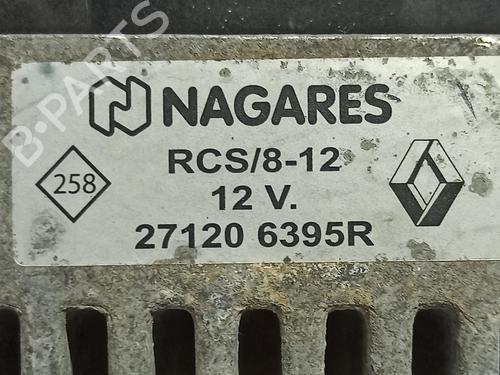 NAGARES
RCS/8-12
258
12 V.
27120 6395R
B-PARTS